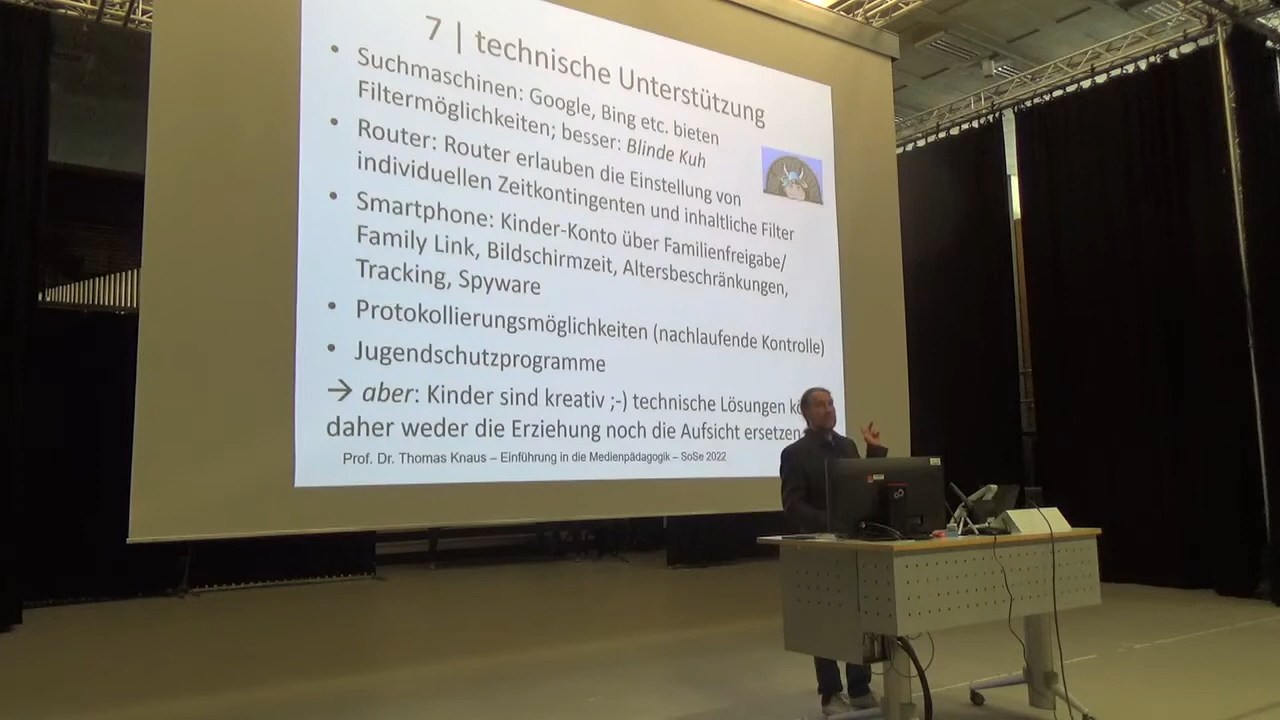 7 | technische Unterstützung
• Suchmaschinen: Google, Bing etc. bieten
Filtermöglichkeiten; besser: Blinde Kuh
• Router: Router erlauben die Einstellung von
individuellen Zeitkontingenten und inhaltliche Filter
• Smartphone: Kinder-Konto über Familienfreigabe/
Family Link, Bildschirmzeit, Altersbeschränkungen,
Tracking, Spyware
• Protokollierungsmöglichkeiten (nachlaufende Kontrolle)
• Jugendschutzprogramme
→ aber: Kinder sind kreativ ;-) technische Lösungen
daher weder die Erziehung noch die Aufsicht ersetzen
Prof. Dr. Thomas Knaus – Einführung in die Medienpädagogik – SoSe 2022